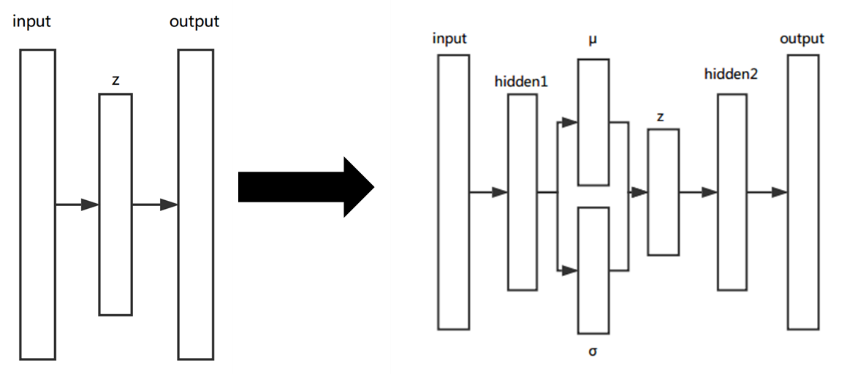 input
z
output
input
hidden1
μ
σ
z
hidden2
output